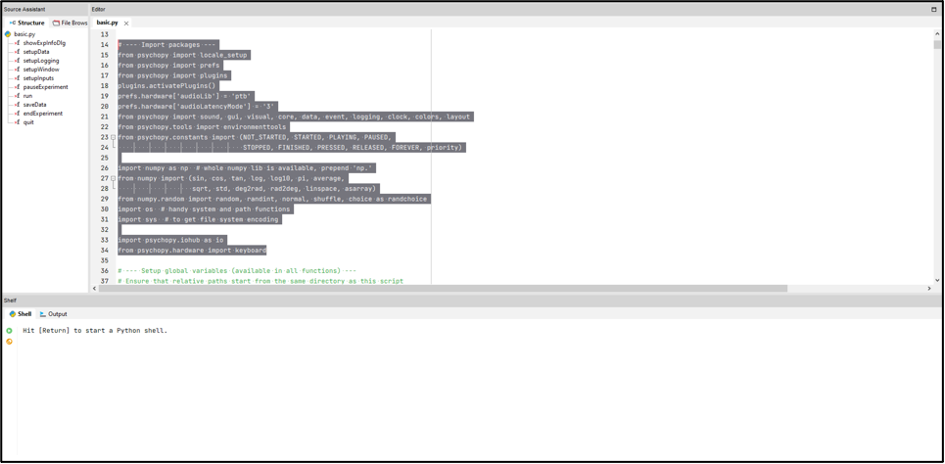 Source Assistant
Editor
Structure
File Brows
basic.py
basic.py
showExpInfoDlg
setupData
setupLogging
setupWindow
setupInputs
pauseExperiment
run
saveData
endExperiment
quit
13
14 # --- Import packages ---
15 from psychopy import locale_setup
16 from psychopy import prefs
17 from psychopy import plugins
18 plugins.activatePlugins()
19 prefs.hardware['audioLib'] = 'ptb'
20 prefs.hardware['audioLatencyMode'] = '3'
21 from psychopy import sound, gui, visual, core, data, event, logging, clock, colors, layout
22 from psychopy.tools import environmenttools
23 from psychopy.constants import (NOT_STARTED, STARTED, PLAYING, PAUSED,
24 STOPPED, FINISHED, PRESSED, RELEASED, FOREVER, priority)
25
26 import numpy as np  # whole numpy lib is available, prepend 'np.'
27 from numpy import (sin, cos, tan, log, log10, pi, average,
28 sqrt, std, deg2rad, rad2deg, linspace, asarray)
29 from numpy.random import random, randint, normal, shuffle, choice as randchoice
30 import os  # handy system and path functions
31 import sys  # to get file system encoding
32
33 import psychopy.iohub as io
34 from psychopy.hardware import keyboard
35
36 # --- Setup global variables (available in all functions) ---
37 # Ensure that relative paths start from the same directory as this script
Shelf
Shell
Output
Hit [Return] to start a Python shell.